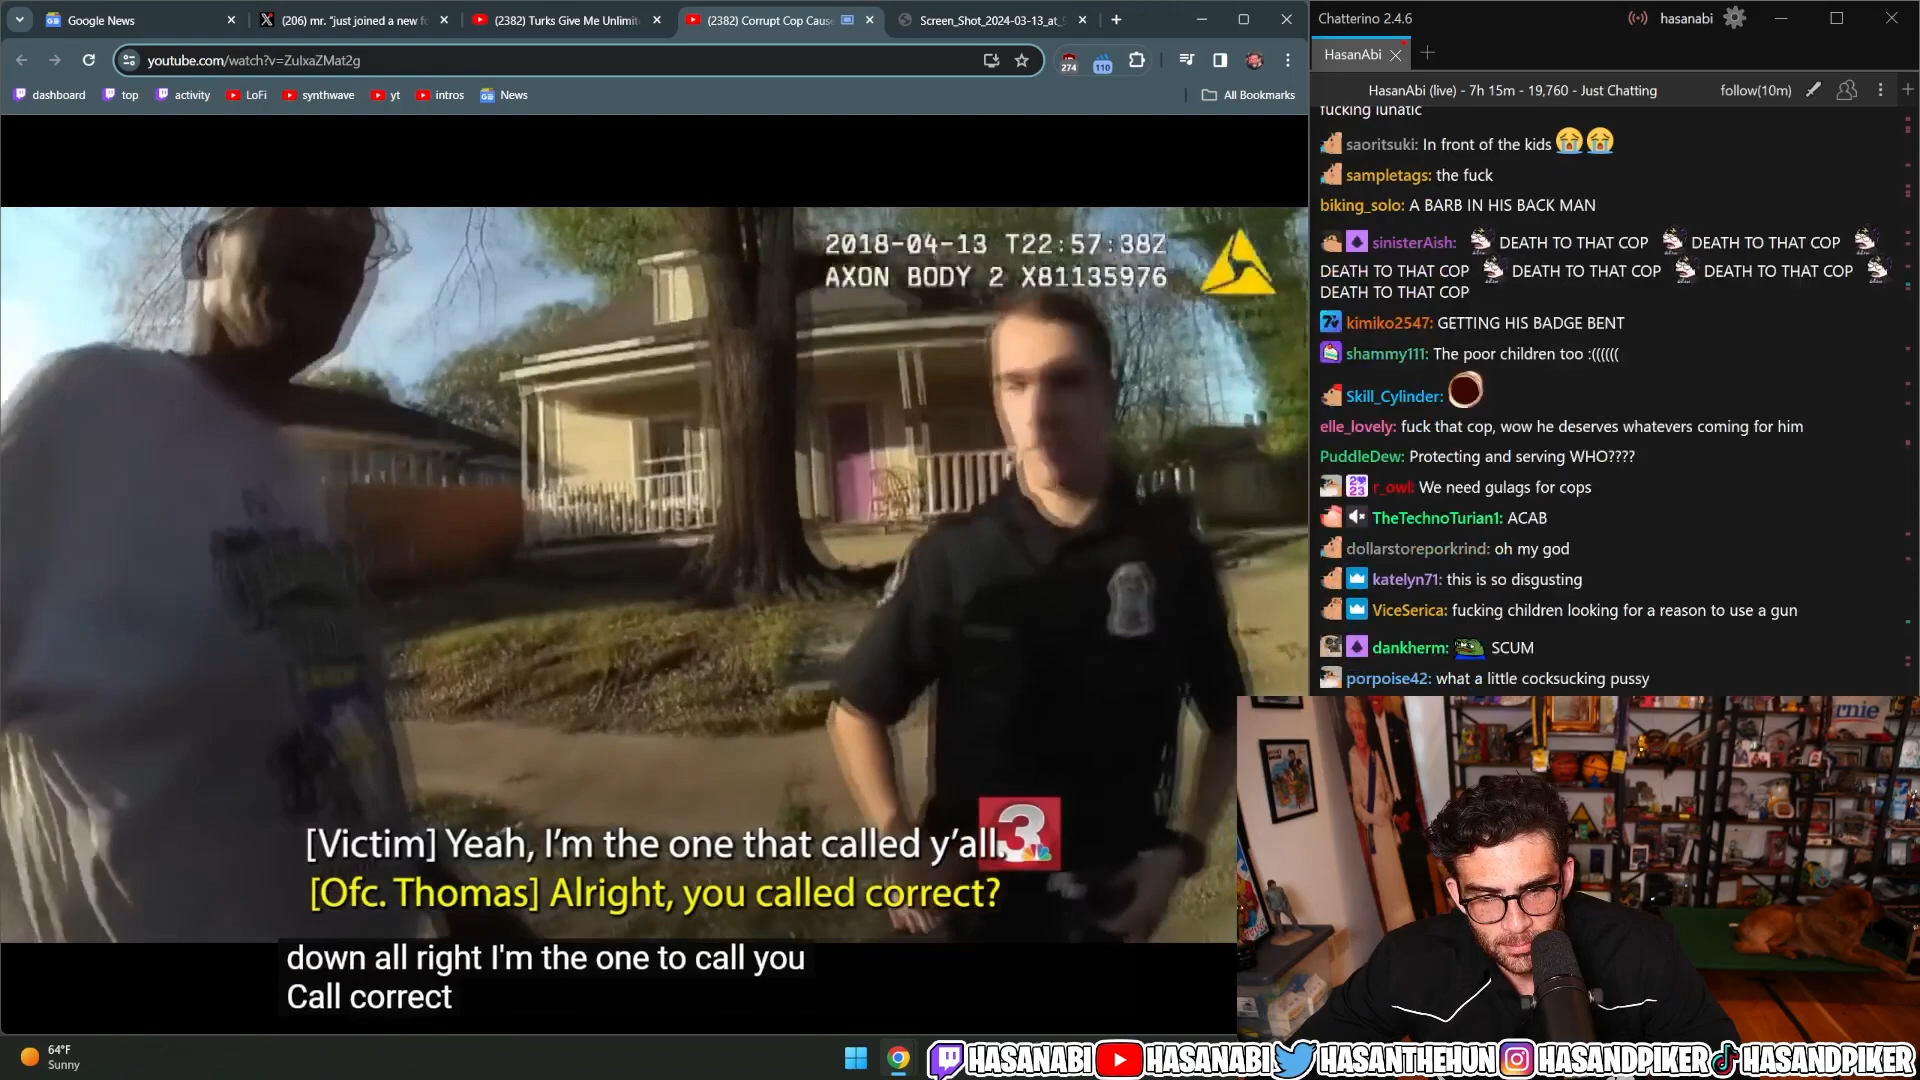 Google News
(206) mr. "just joined a new f
(2382) Turks Give Me Unlimit
(2382) Corrupt Cop Cause
Screen_Shot_2024-03-13_at_
youtube.com/watch?v=ZulxaZMat2g
274
110
dashboard
top
activity
LoFi
synthwave
yt
intros
News
All Bookmarks
2018-04-13 T22:57:38Z
AXON BODY 2 X81135976
3
[Victim] Yeah, I'm the one that called y'all.
[Ofc. Thomas] Alright, you called correct?
down all right I'm the one to call you
Call correct
Chatterino 2.4.6
hasanabi
HasanAbi
HasanAbi (live) - 7h 15m - 19,760 - Just Chatting
follow(10m)
fucking lunatic
saoritsuki: In front of the kids
sampletags: the fuck
biking_solo: A BARB IN HIS BACK MAN
sinisterAish: DEATH TO THAT COP DEATH TO THAT COP
DEATH TO THAT COP DEATH TO THAT COP DEATH TO THAT COP
DEATH TO THAT COP
kimiko2547: GETTING HIS BADGE BENT
shammy111: The poor children too :((((((
Skill_Cylinder:
elle_lovely: fuck that cop, wow he deserves whatevers coming for him
PuddleDew: Protecting and serving WHO????
r_owl: We need gulags for cops
TheTechnoTurian1: ACAB
dollarstoreporkrind: oh my god
katelyn71: this is so disgusting
ViceSerica: fucking children looking for a reason to use a gun
dankherm: SCUM
porpoise42: what a little cocksucking pussy
rnie
64°F
Sunny
HASANABI
HASANABI
HASANTHEHUN
HASANDPIKER
HASANDPIKER